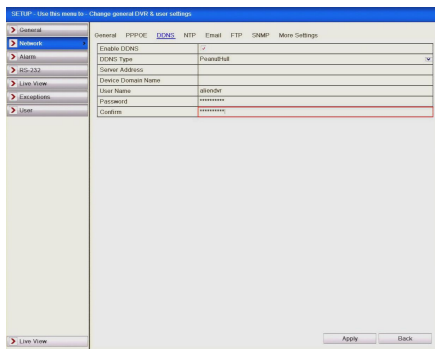 SETUP - Use this menu to - Change general DVR & user settings
General
Network
Alarm
RS-232
Live View
Exceptions
User
General PPPOE DDNS NTP Email FTP SNMP More Settings
Enable DDNS
DDNS Type PeanutHull
Server Address
Device Domain Name
User Name aliendvr
Password **********
Confirm **********
Live View
Apply Back